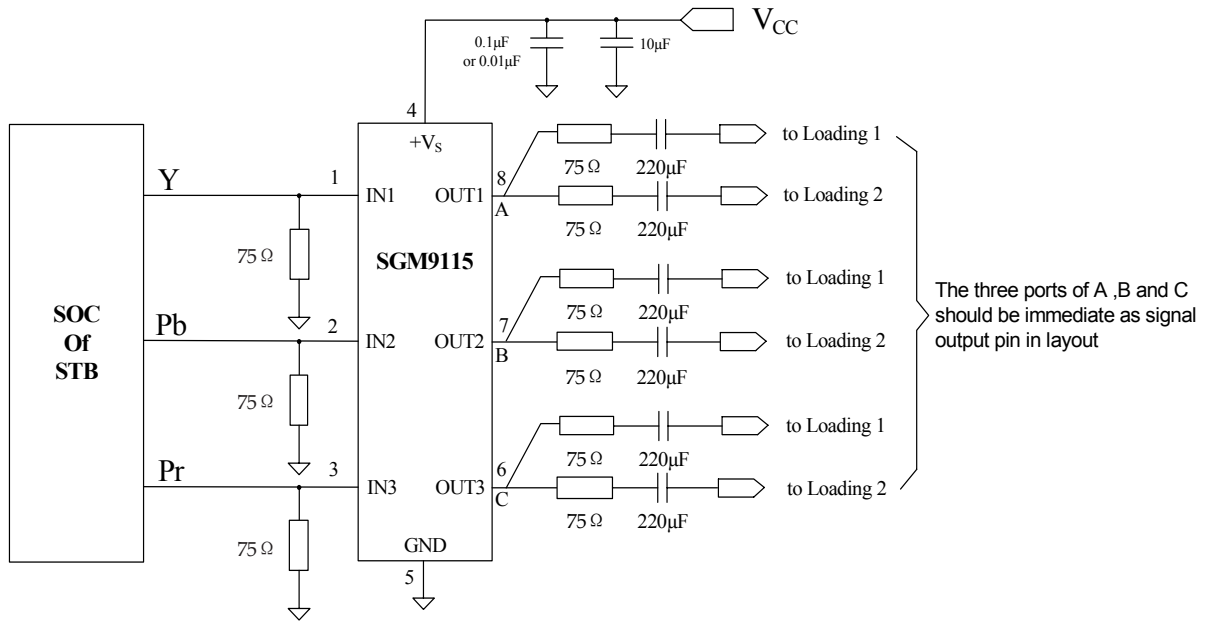 V_CC
0.1μF
or 0.01μF
10μF
4
+V_S
to Loading 1
75 Ω
220μF
Y
1
IN1
OUT1
8
A
to Loading 2
75 Ω
220μF
75 Ω
SGM9115
to Loading 1
75 Ω
220μF
The three ports of A ,B and C
should be immediate as signal
output pin in layout
SOC
Of
STB
Pb
2
IN2
OUT2
7
B
to Loading 2
75 Ω
220μF
75 Ω
to Loading 1
75 Ω
220μF
Pr
3
IN3
OUT3
6
C
to Loading 2
75 Ω
220μF
75 Ω
GND
5